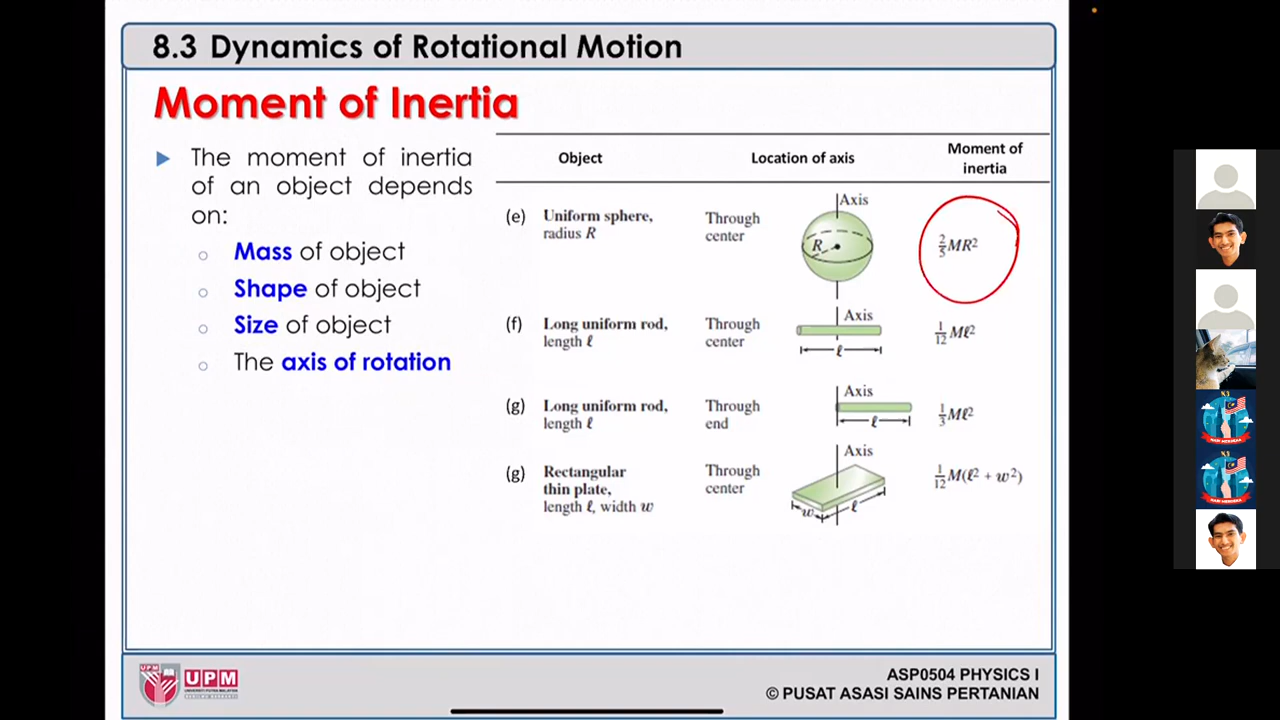 8.3 Dynamics of Rotational Motion
Moment of Inertia
The moment of inertia
of an object depends
on:
Mass of object
Shape of object
Size of object
The axis of rotation
Object Location of axis Moment of
inertia
(e) Uniform sphere,
radius R
Through
center
Axis
R
2/5 MR²
(f) Long uniform rod,
length ℓ
Through
center
Axis
ℓ
1/12 Mℓ²
(g) Long uniform rod,
length ℓ
Through
end
Axis
ℓ
1/3 Mℓ²
(g) Rectangular
thin plate,
length ℓ, width w
Through
center
Axis
w ℓ
1/12 M(ℓ² + w²)
UPM
UPM
UNIVERSITI PUTRA MALAYSIA
ASP0504 PHYSICS I
© PUSAT ASASI SAINS PERTANIAN